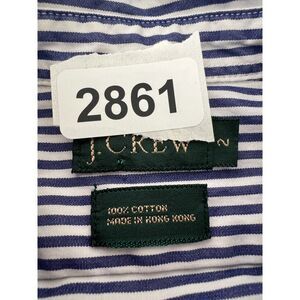 2861
J.CREW
2
100% COTTON
MADE IN HONG KONG